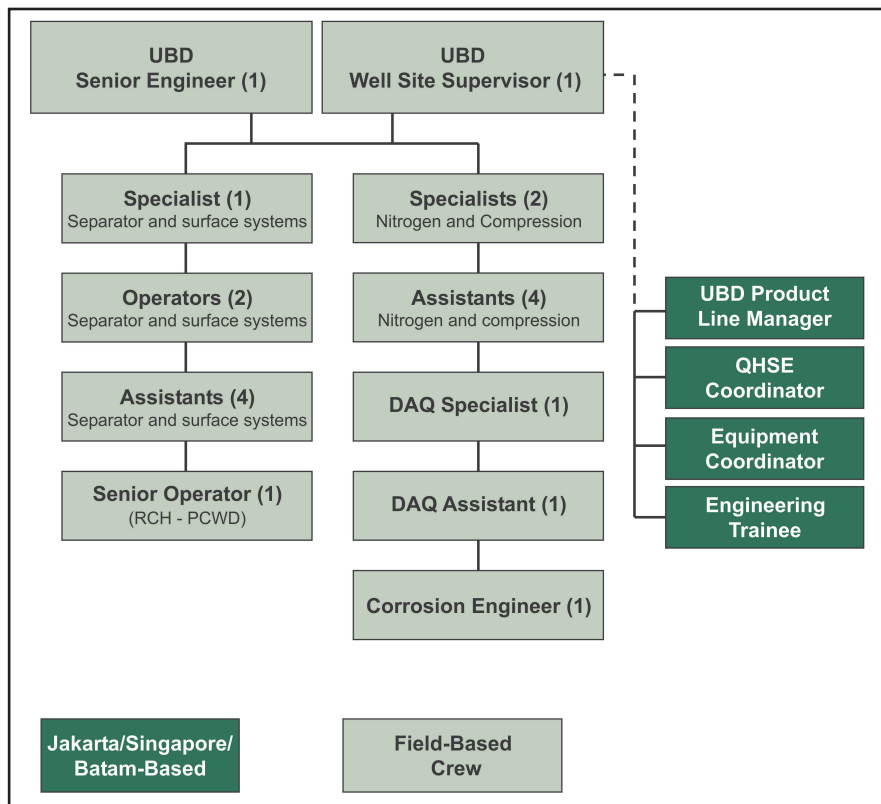 UBD
Senior Engineer (1)
UBD
Well Site Supervisor (1)
Specialist (1)
Separator and surface systems
Specialists (2)
Nitrogen and Compression
Operators (2)
Separator and surface systems
Assistants (4)
Nitrogen and compression
UBD Product
Line Manager
Assistants (4)
Separator and surface systems
DAQ Specialist (1)
QHSE
Coordinator
Equipment
Coordinator
Senior Operator (1)
(RCH - PCWD)
DAQ Assistant (1)
Engineering
Trainee
Corrosion Engineer (1)
Jakarta/Singapore/
Batam-Based
Field-Based
Crew